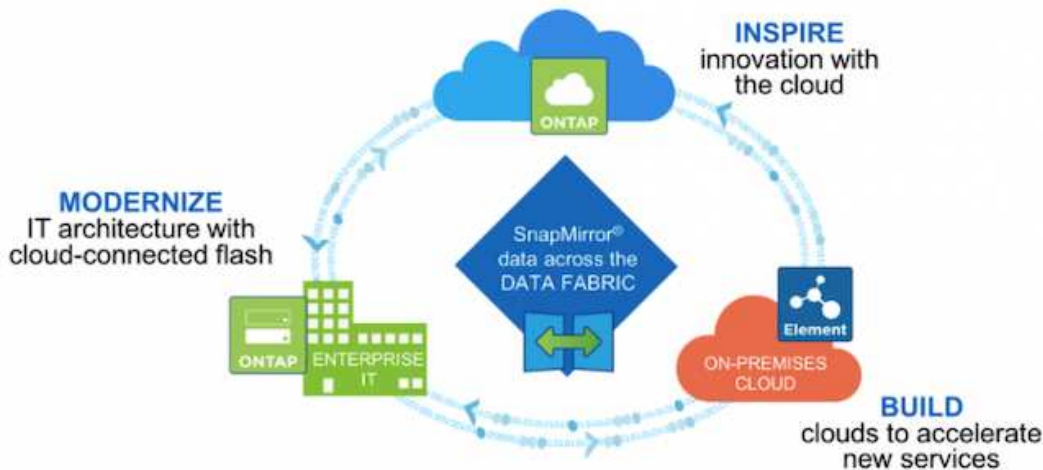 INSPIRE
innovation with
the cloud
ONTAP
MODERNIZE
IT architecture with
cloud-connected flash
SnapMirror®
data across the
DATA FABRIC
ONTAP
ENTERPRISE
IT
Element
ON-PREMISES
CLOUD
BUILD
clouds to accelerate
new services